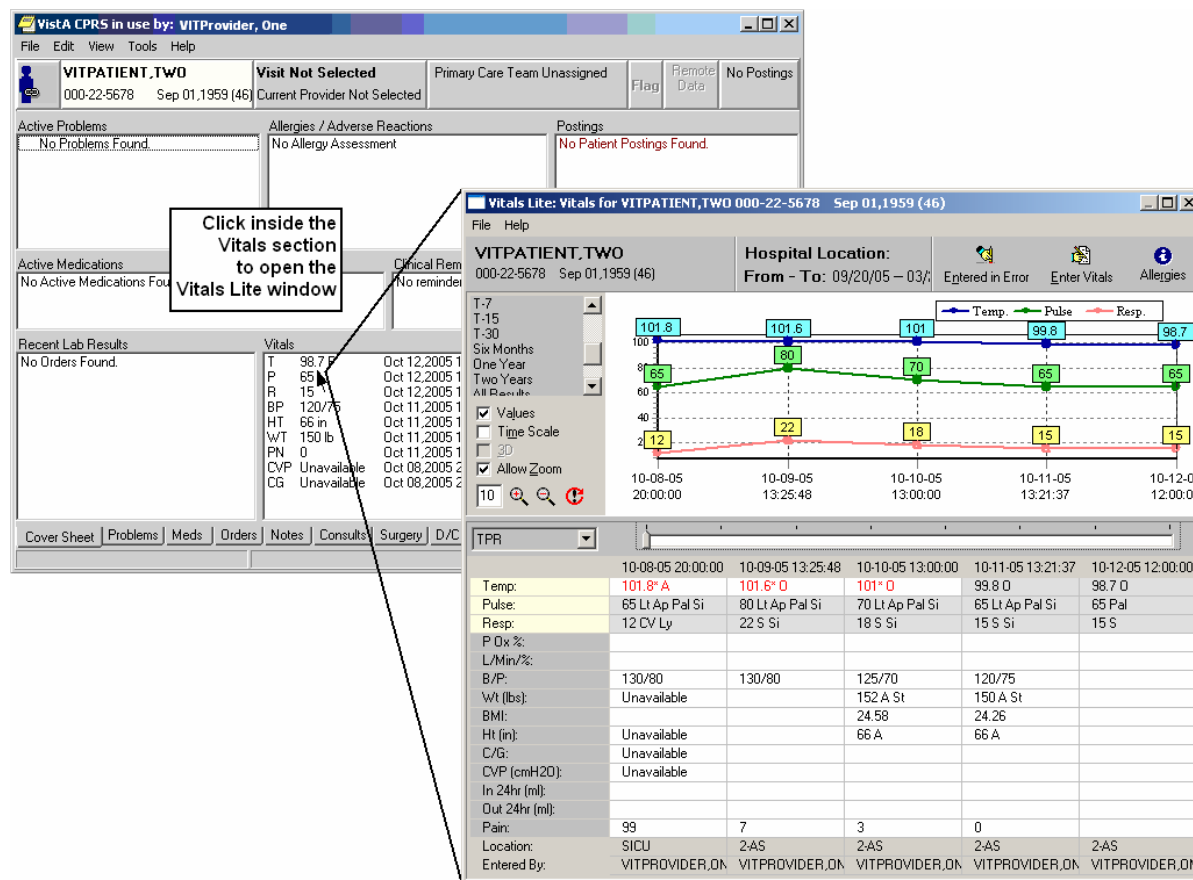 VistA CPRS in use by: VITProvider, One
File Edit View Tools Help
VITPATIENT,TWO
000-22-5678 Sep 01,1959 (46)
Visit Not Selected
Current Provider Not Selected
Primary Care Team Unassigned
Flag
Remote
Data
No Postings
Active Problems
No Problems Found.
Allergies / Adverse Reactions
No Allergy Assessment
Postings
No Patient Postings Found.
Click inside the
Vitals section
to open the
Vitals Lite window
Active Medications
No Active Medications Fou
Clinical Rem
No reminde
Recent Lab Results
No Orders Found.
Vitals
T 98.7 F Oct 12,2005 1
P 65 Oct 12,2005 1
R 15 Oct 12,2005 1
BP 120/75 Oct 11,2005 1
HT 66 in Oct 11,2005 1
WT 150 lb Oct 11,2005 1
PN 0 Oct 11,2005 1
CVP Unavailable Oct 08,2005 2
CG Unavailable Oct 08,2005 2
Cover Sheet Problems Meds Orders Notes Consults Surgery D/C
Vitals Lite: Vitals for VITPATIENT,TWO 000-22-5678 Sep 01,1959 (46)
File Help
VITPATIENT,TWO
000-22-5678 Sep 01,1959 (46)
Hospital Location:
From - To: 09/20/05 – 03/
Entered in Error
Enter Vitals
Allergies
T-7
T-15
T-30
Six Months
One Year
Two Years
All Results
Values
Time Scale
3D
Allow Zoom
10
Temp. Pulse Resp.
101.8 101.6 101 99.8 98.7
100
65 80 70 65 65
60
40
12 22 18 15 15
10-08-05 10-09-05 10-10-05 10-11-05 10-12-0
20:00:00 13:25:48 13:00:00 13:21:37 12:00:0
TPR
10-08-05 20:00:00 10-09-05 13:25:48 10-10-05 13:00:00 10-11-05 13:21:37 10-12-05 12:00:00
Temp: 101.8* A 101.6* O 101* O 99.8 O 98.7 O
Pulse: 65 Lt Ap Pal Si 80 Lt Ap Pal Si 70 Lt Ap Pal Si 65 Lt Ap Pal Si 65 Pal
Resp: 12 CV Ly 22 S Si 18 S Si 15 S Si 15 S
P Ox %:
L/Min/%:
B/P: 130/80 130/80 125/70 120/75
Wt (lbs): Unavailable 152 A St 150 A St
BMI: 24.58 24.26
Ht (in): Unavailable 66 A 66 A
C/G: Unavailable
CVP (cmH2O): Unavailable
In 24hr (ml):
Out 24hr (ml):
Pain: 99 7 3 0
Location: SICU 2-AS 2-AS 2-AS 2-AS
Entered By: VITPROVIDER,ON VITPROVIDER,ON VITPROVIDER,ON VITPROVIDER,ON VITPROVIDER,ON